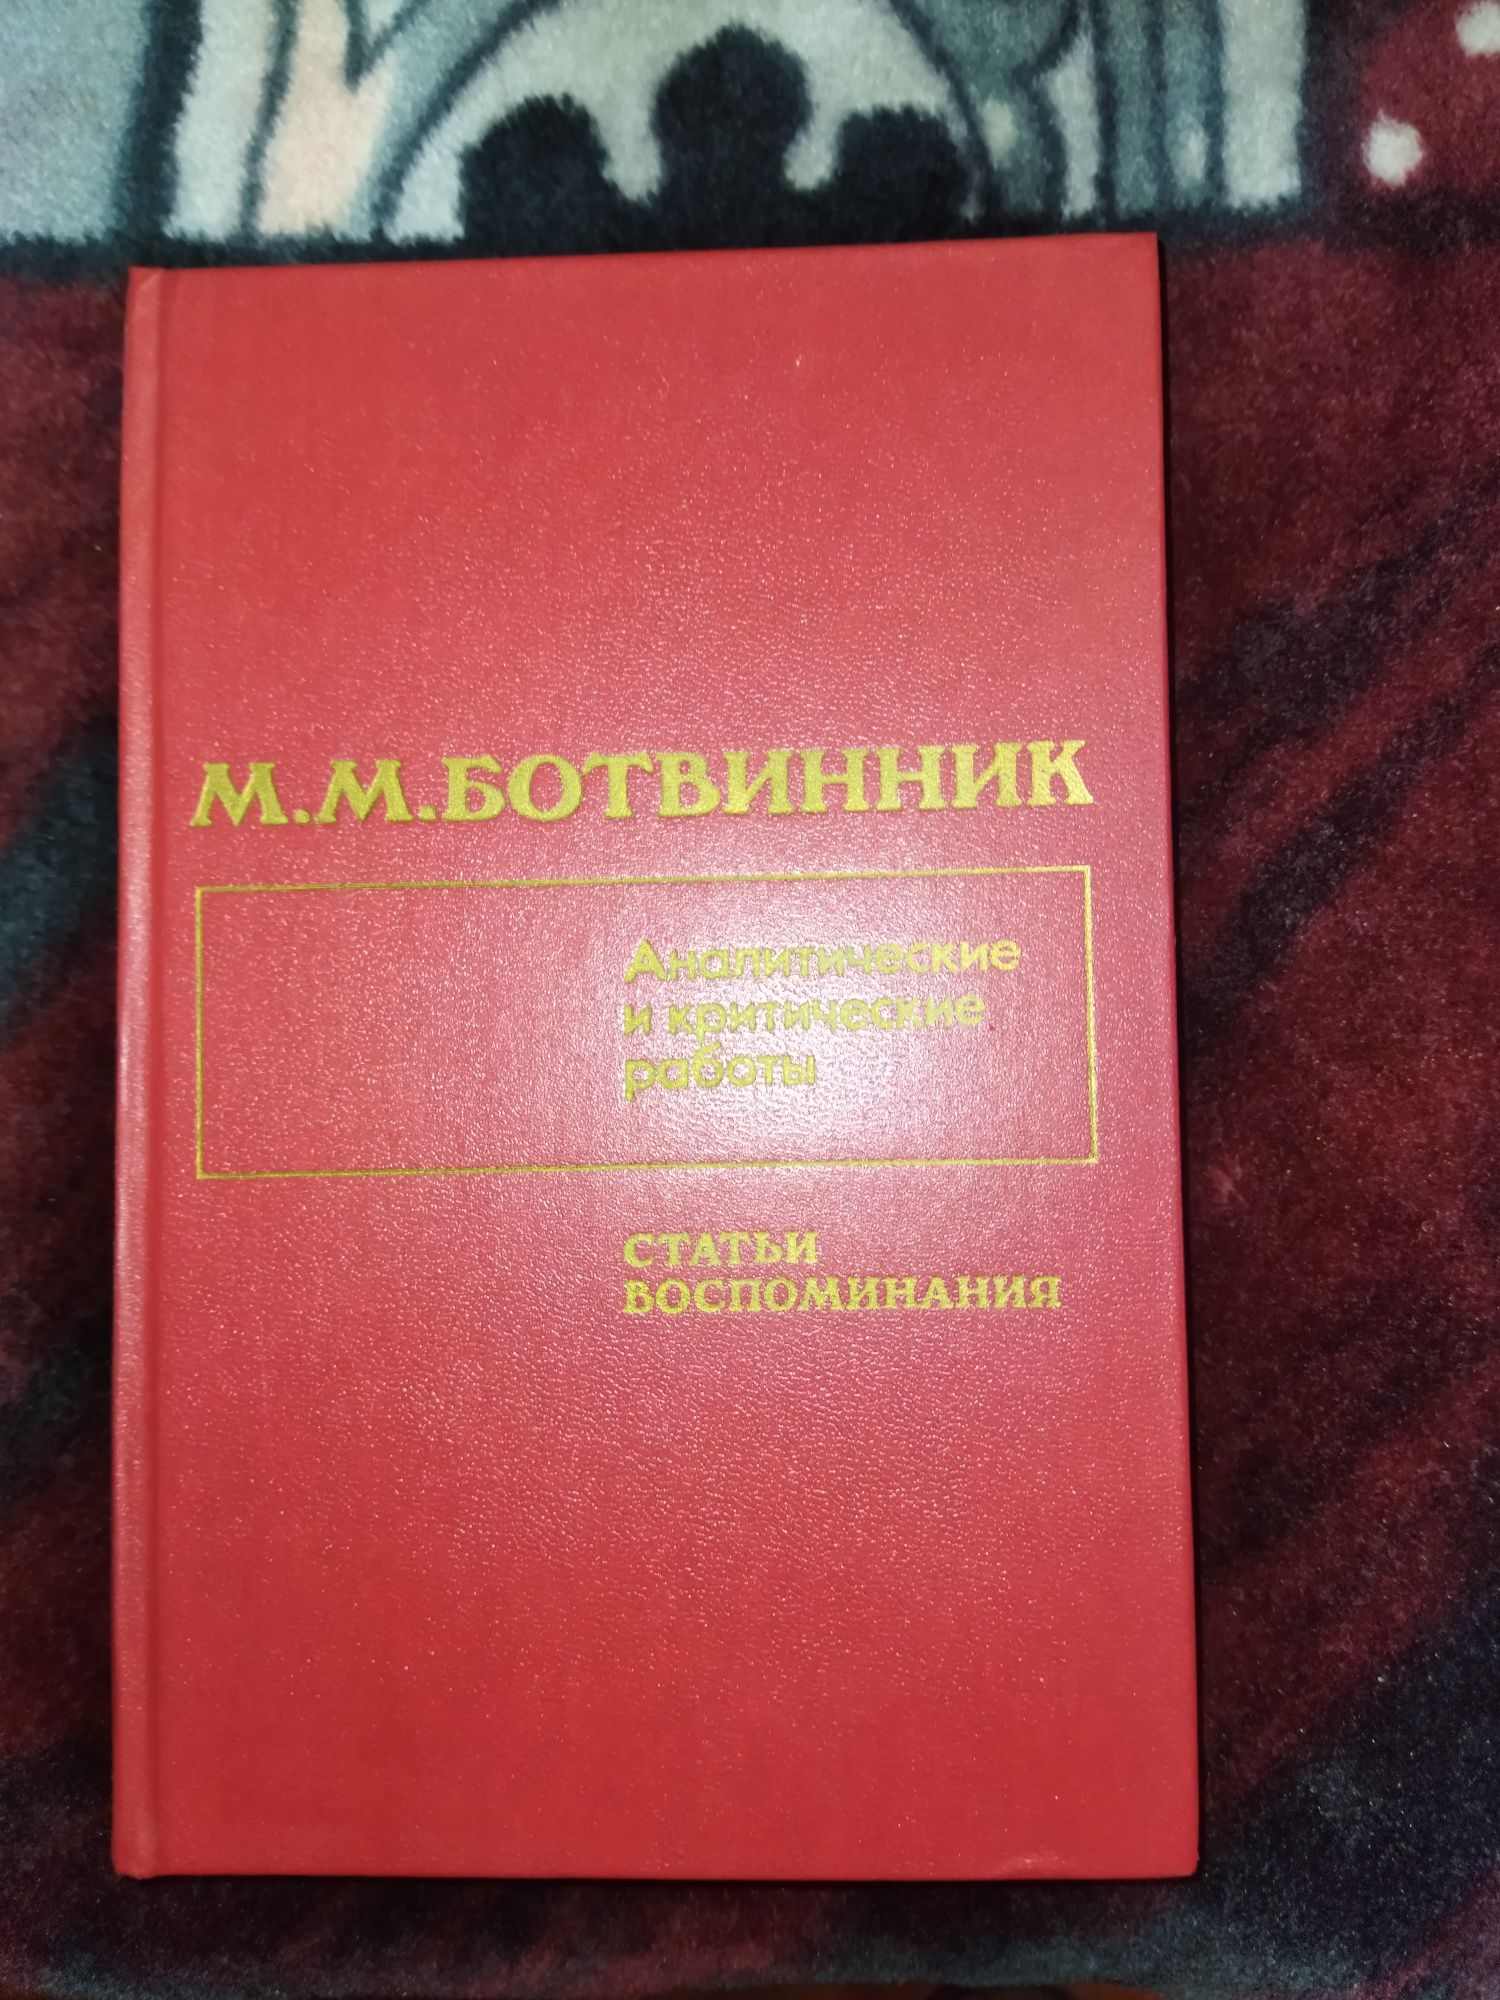 М.М.БОТВИННИК
Аналитические
и критические
работы
СТАТЬИ
ВОСПОМИНАНИЯ